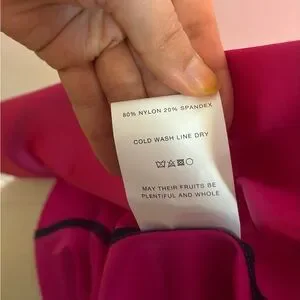 80% NYLON 20% SPANDEX
COLD WASH LINE DRY
MAY THEIR FRUITS BE
PLENTIFUL AND WHOLE